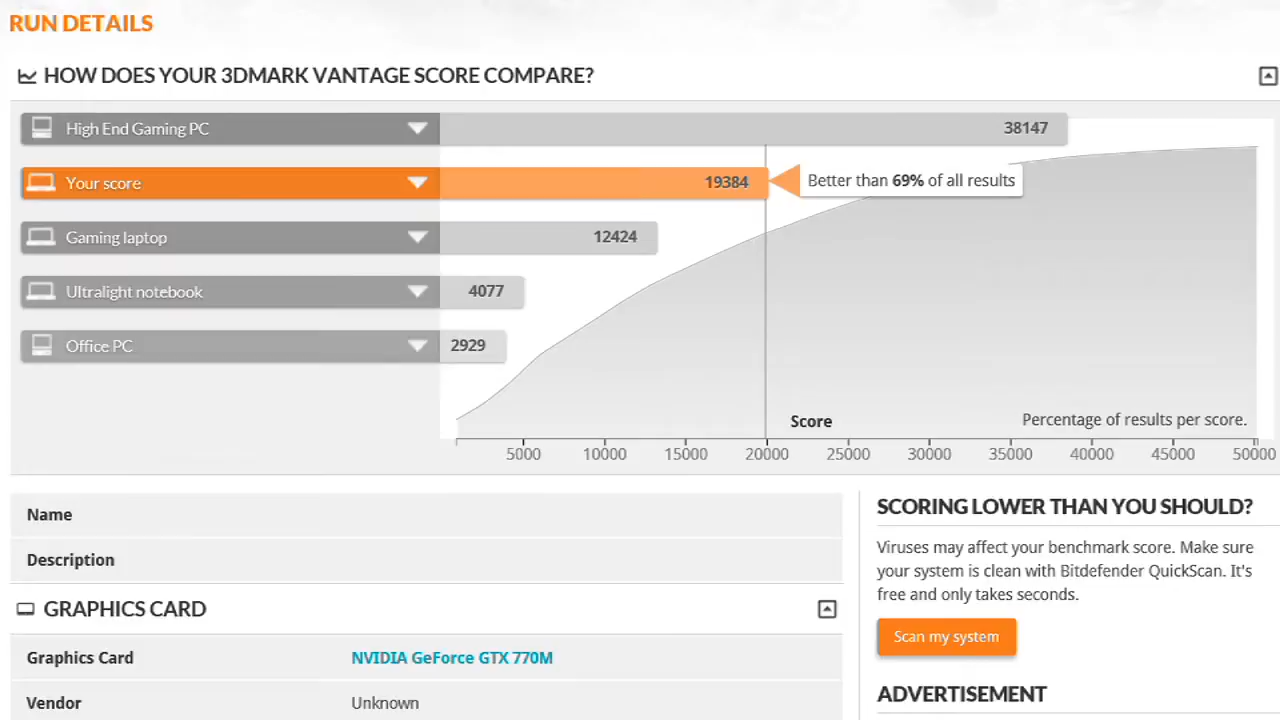 RUN DETAILS
HOW DOES YOUR 3DMARK VANTAGE SCORE COMPARE?
High End Gaming PC 38147
Your score 19384 Better than 69% of all results
Gaming laptop 12424
Ultralight notebook 4077
Office PC 2929
Score Percentage of results per score.
5000 10000 15000 20000 25000 30000 35000 40000 45000 50000
Name
Description
GRAPHICS CARD
Graphics Card NVIDIA GeForce GTX 770M
Vendor Unknown
SCORING LOWER THAN YOU SHOULD?
Viruses may affect your benchmark score. Make sure
your system is clean with Bitdefender QuickScan. It's
free and only takes seconds.
Scan my system
ADVERTISEMENT